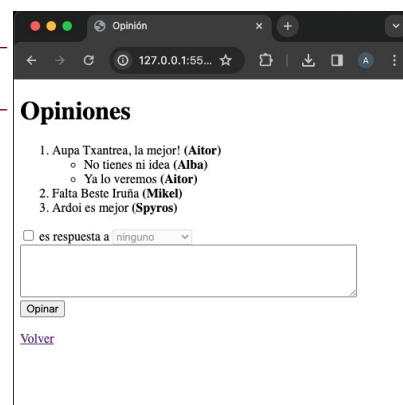 Opinión
127.0.0.1:55...
A
Opiniones
1. Aupa Txantrea, la mejor! (Aitor)
No tienes ni idea (Alba)
Ya lo veremos (Aitor)
2. Falta Beste Iruña (Mikel)
3. Ardoi es mejor (Spyros)
es respuesta a ninguno
Opinar
Volver